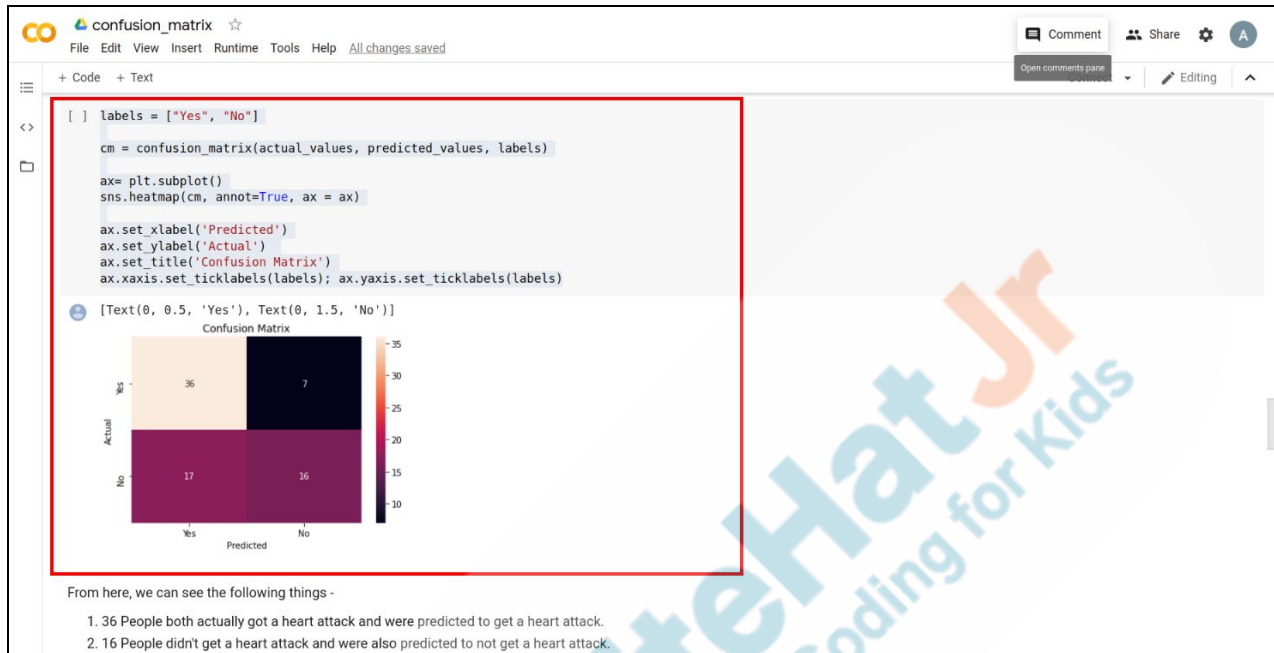 CO confusion_matrix
Comment Share A
File Edit View Insert Runtime Tools Help All changes saved
Open comments pane
+ Code + Text
Editing
[ ] labels = ["Yes", "No"]
cm = confusion_matrix(actual_values, predicted_values, labels)
ax= plt.subplot()
sns.heatmap(cm, annot=True, ax = ax)
ax.set_xlabel('Predicted')
ax.set_ylabel('Actual')
ax.set_title('Confusion Matrix')
ax.xaxis.set_ticklabels(labels); ax.yaxis.set_ticklabels(labels)
[Text(0, 0.5, 'Yes'), Text(0, 1.5, 'No')]
Confusion Matrix
35
30
25
20
15
10
Yes
36 7
Actual
No
17 16
Yes No
Predicted
From here, we can see the following things -
1. 36 People both actually got a heart attack and were predicted to get a heart attack.
2. 16 People didn't get a heart attack and were also predicted to not get a heart attack.
Jr
Coding for Kids